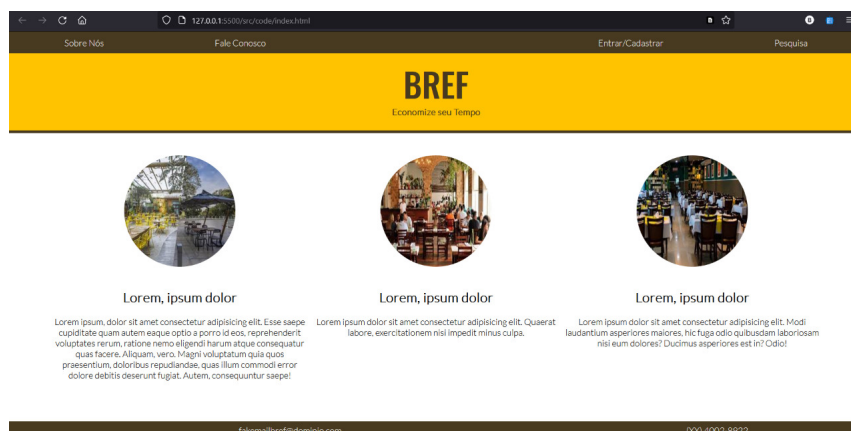 127.0.0.1:5500/src/code/index.html
Sobre Nós
Fale Conosco
Entrar/Cadastrar
Pesquisa
BREF
Economize seu Tempo
Lorem, ipsum dolor
Lorem ipsum, dolor sit amet consectetur adipisicing elit. Esse saepe
cupiditate quam autem eaque optio a porro id eos, reprehenderit
voluptates rerum, ratione nemo eligendi harum atque consequatur
quas facere. Aliquam, vero. Magni voluptatum quia quos
praesentium, doloribus repudiandae, quas illum commodi error
dolore debitis deserunt fugiat. Autem, consequuntur saepe!
Lorem, ipsum dolor
Lorem ipsum dolor sit amet consectetur adipisicing elit. Quaerat
labore, exercitationem nisi impedit minus culpa.
Lorem, ipsum dolor
Lorem ipsum dolor sit amet consectetur adipisicing elit. Modi
laudantium asperiores maiores, hic fuga odio quibusdam laboriosam
nisi eum dolores? Ducimus asperiores est in? Odio!
fakemailbref@dominio.com
(00) 4002-8922